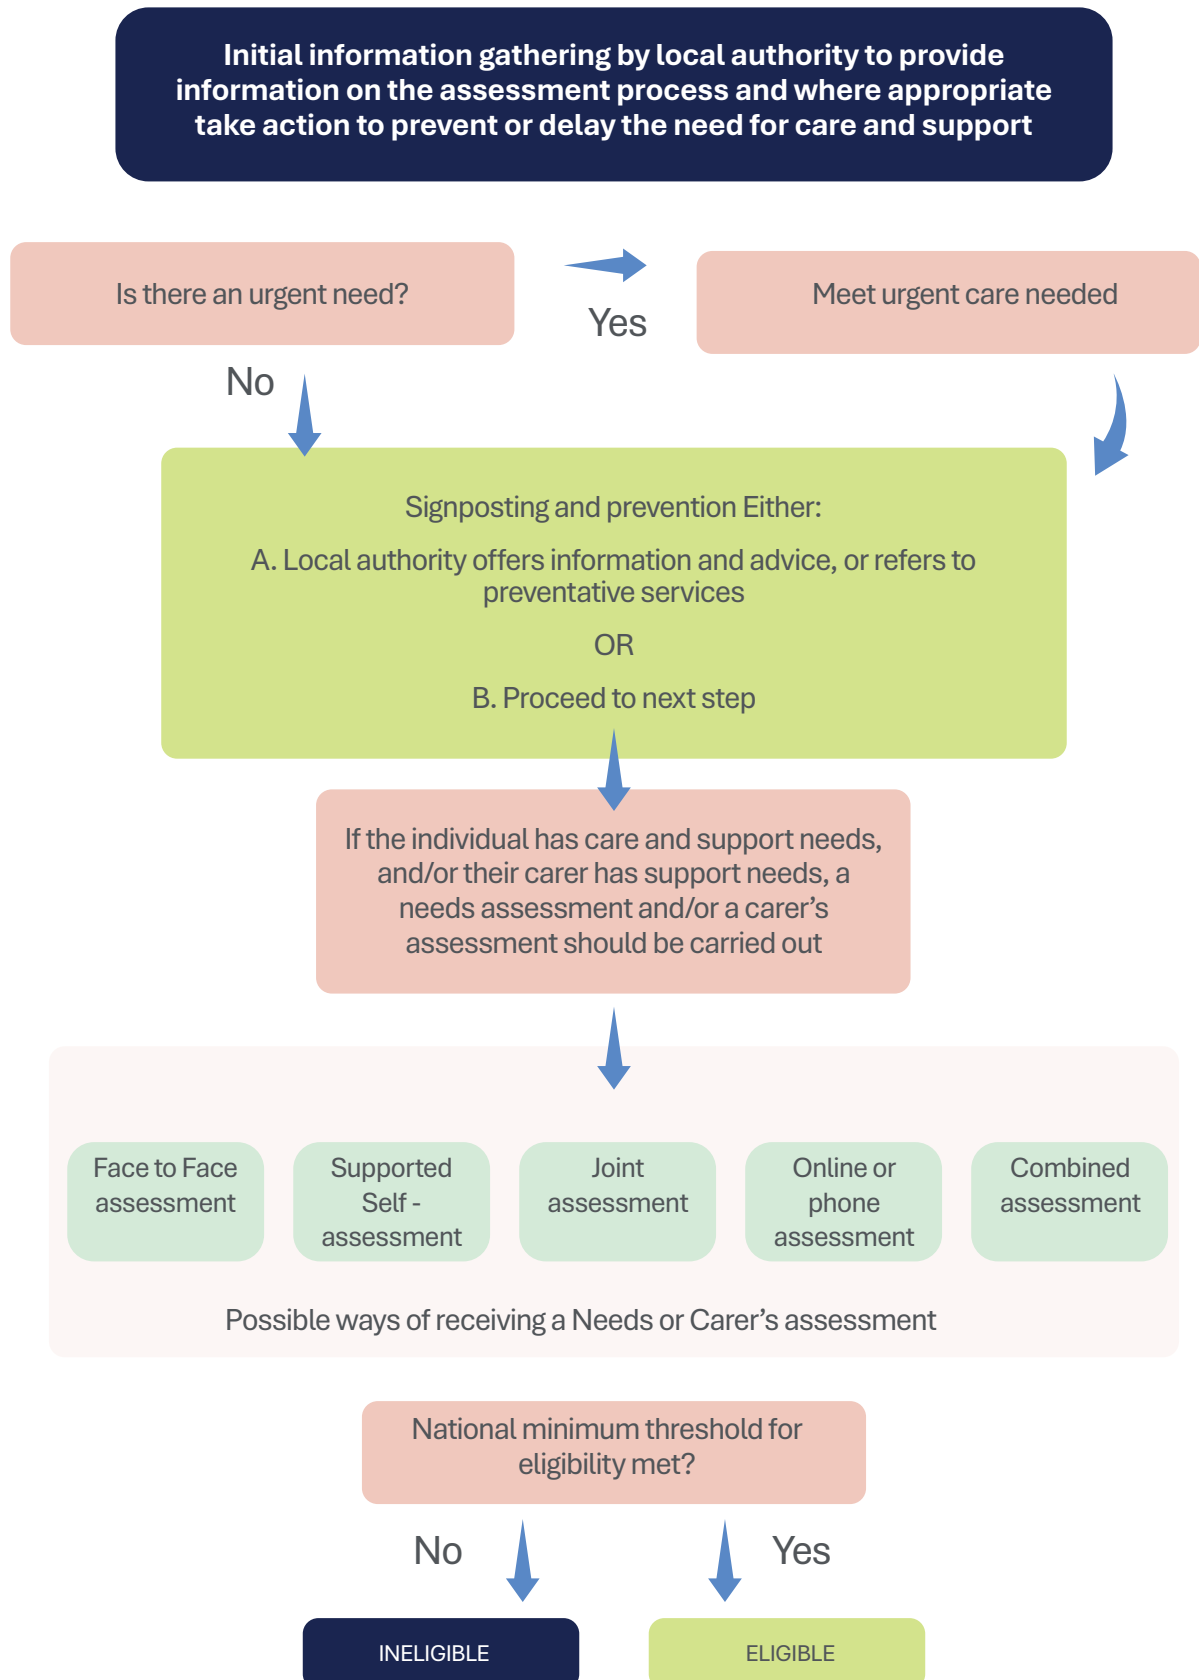 Initial information gathering by local authority to provide
information on the assessment process and where appropriate
take action to prevent or delay the need for care and support
Is there an urgent need?
Yes
Meet urgent care needed
No
Signposting and prevention Either:
A. Local authority offers information and advice, or refers to
preventative services
OR
B. Proceed to next step
If the individual has care and support needs,
and/or their carer has support needs, a
needs assessment and/or a carer’s
assessment should be carried out
Face to Face
assessment
Supported
Self -
assessment
Joint
assessment
Online or
phone
assessment
Combined
assessment
Possible ways of receiving a Needs or Carer’s assessment
National minimum threshold for
eligibility met?
No
Yes
INELIGIBLE
ELIGIBLE